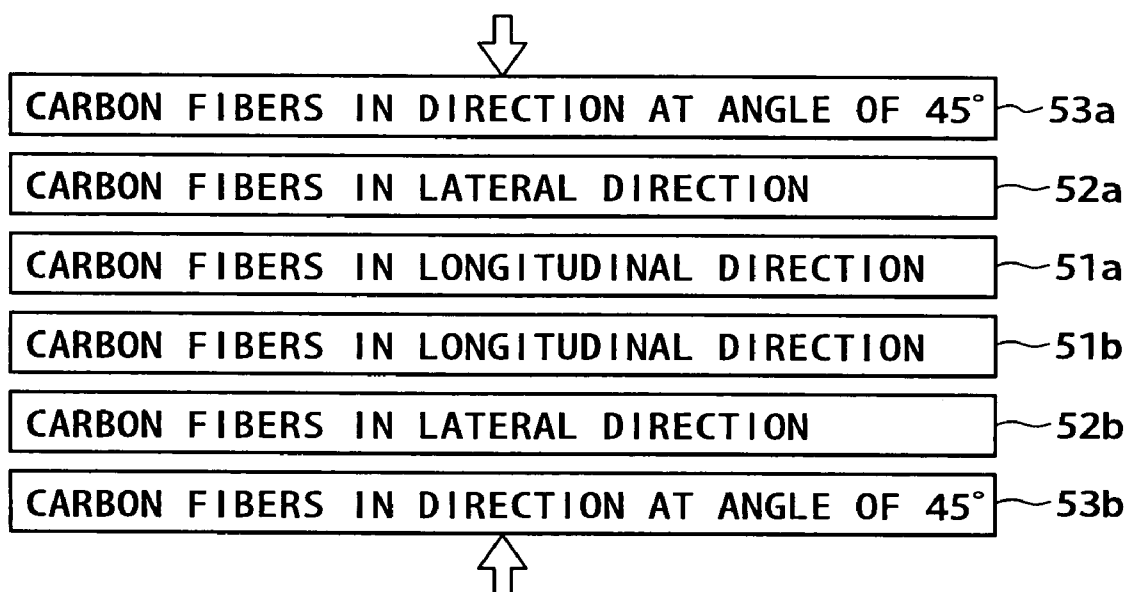 CARBON FIBERS IN DIRECTION AT ANGLE OF 45° 53a
CARBON FIBERS IN LATERAL DIRECTION 52a
CARBON FIBERS IN LONGITUDINAL DIRECTION 51a
CARBON FIBERS IN LONGITUDINAL DIRECTION 51b
CARBON FIBERS IN LATERAL DIRECTION 52b
CARBON FIBERS IN DIRECTION AT ANGLE OF 45° 53b